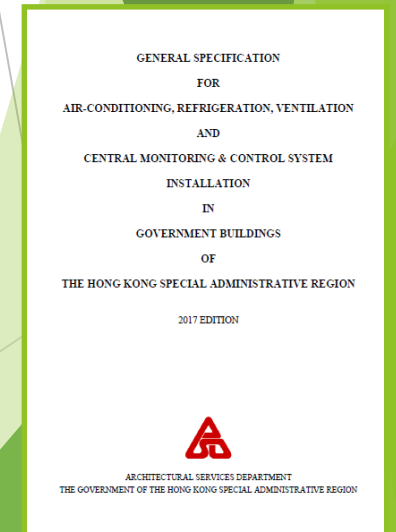 GENERAL SPECIFICATION
FOR
AIR-CONDITIONING, REFRIGERATION, VENTILATION
AND
CENTRAL MONITORING & CONTROL SYSTEM
INSTALLATION
IN
GOVERNMENT BUILDINGS
OF
THE HONG KONG SPECIAL ADMINISTRATIVE REGION
2017 EDITION
ARCHITECTURAL SERVICES DEPARTMENT
THE GOVERNMENT OF THE HONG KONG SPECIAL ADMINISTRATIVE REGION